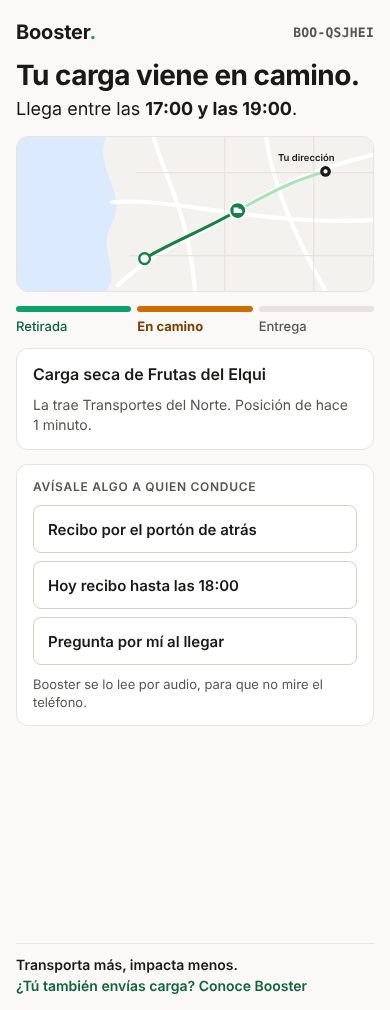 Booster.
BOO-QSJHEI
Tu carga viene en camino.
Llega entre las 17:00 y las 19:00.
Tu dirección
Retirada
En camino
Entrega
Carga seca de Frutas del Elqui
La trae Transportes del Norte. Posición de hace
1 minuto.
AVÍSALE ALGO A QUIEN CONDUCE
Recibo por el portón de atrás
Hoy recibo hasta las 18:00
Pregunta por mí al llegar
Booster se lo lee por audio, para que no mire el
teléfono.
Transporta más, impacta menos.
¿Tú también envías carga? Conoce Booster